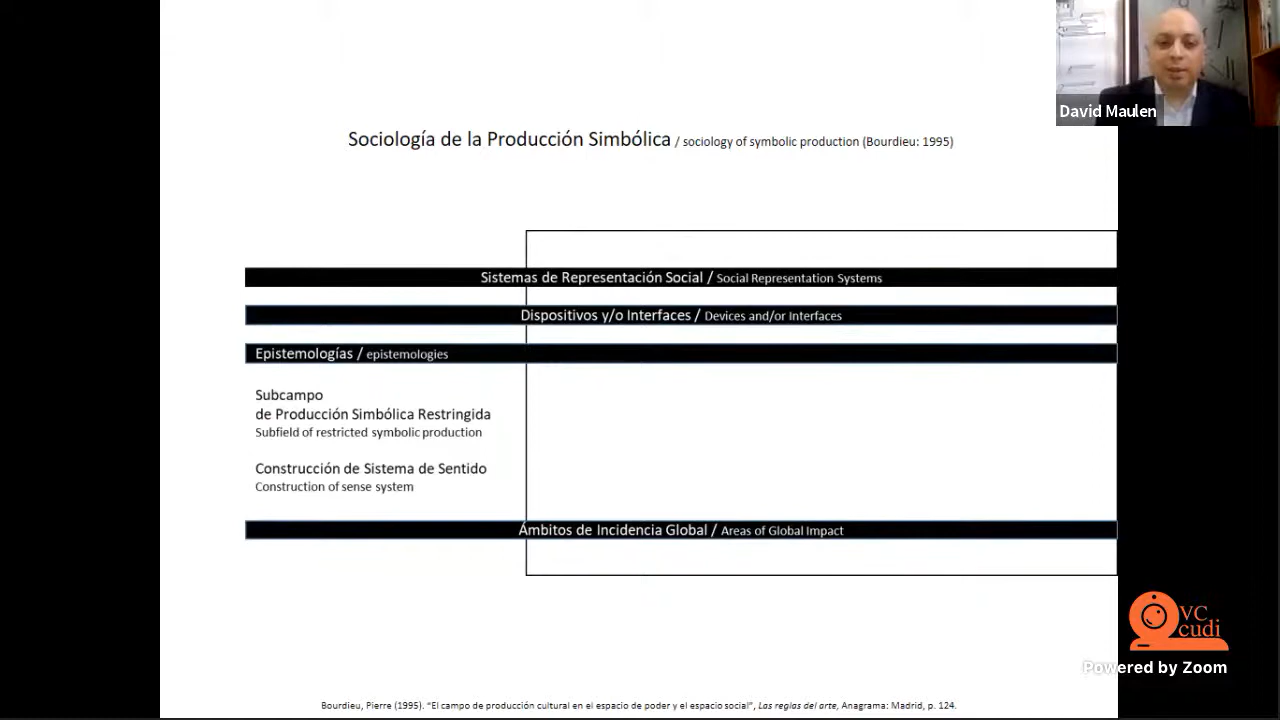 David Maulen
Sociología de la Producción Simbólica / sociology of symbolic production (Bourdieu: 1995)
Sistemas de Representación Social / Social Representation Systems
Dispositivos y/o Interfaces / Devices and/or Interfaces
Epistemologías / epistemologies
Subcampo
de Producción Simbólica Restringida
Subfield of restricted symbolic production
Construcción de Sistema de Sentido
Construction of sense system
Ámbitos de Incidencia Global / Areas of Global Impact
VC
cudi
Powered by Zoom
Bourdieu, Pierre (1995). “El campo de producción cultural en el espacio de poder y el espacio social”, Las reglas del arte, Anagrama: Madrid, p. 124.